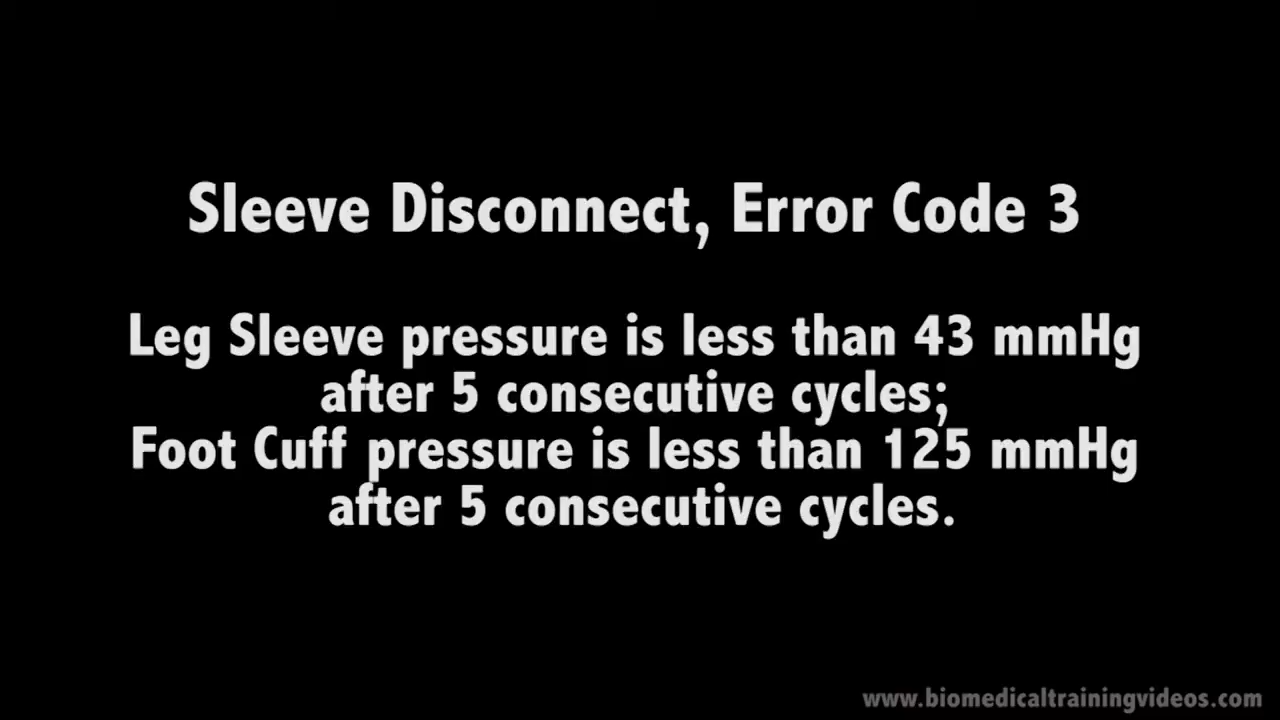 Sleeve Disconnect, Error Code 3
Leg Sleeve pressure is less than 43 mmHg
after 5 consecutive cycles;
Foot Cuff pressure is less than 125 mmHg
after 5 consecutive cycles.
www.biomedicaltrainingvideos.com